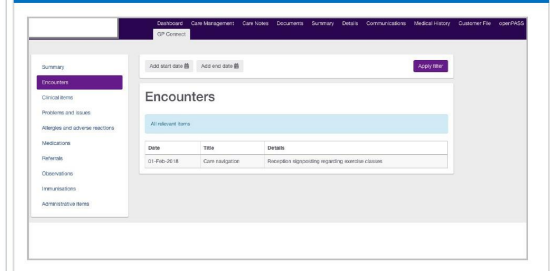 Dashboard Care Management Care Notes Documents Summary Details Communications Medical History Customer File openPASS
GP Connect
Summary
Encounters
Clinical items
Problems and issues
Allergies and adverse reactions
Medications
Referrals
Observations
Immunisations
Administrative items
Add start date Add end date Apply filter
Encounters
All relevant items
Date Title Details
01-Feb-2018 Care navigation Reception signposting regarding exercise classes